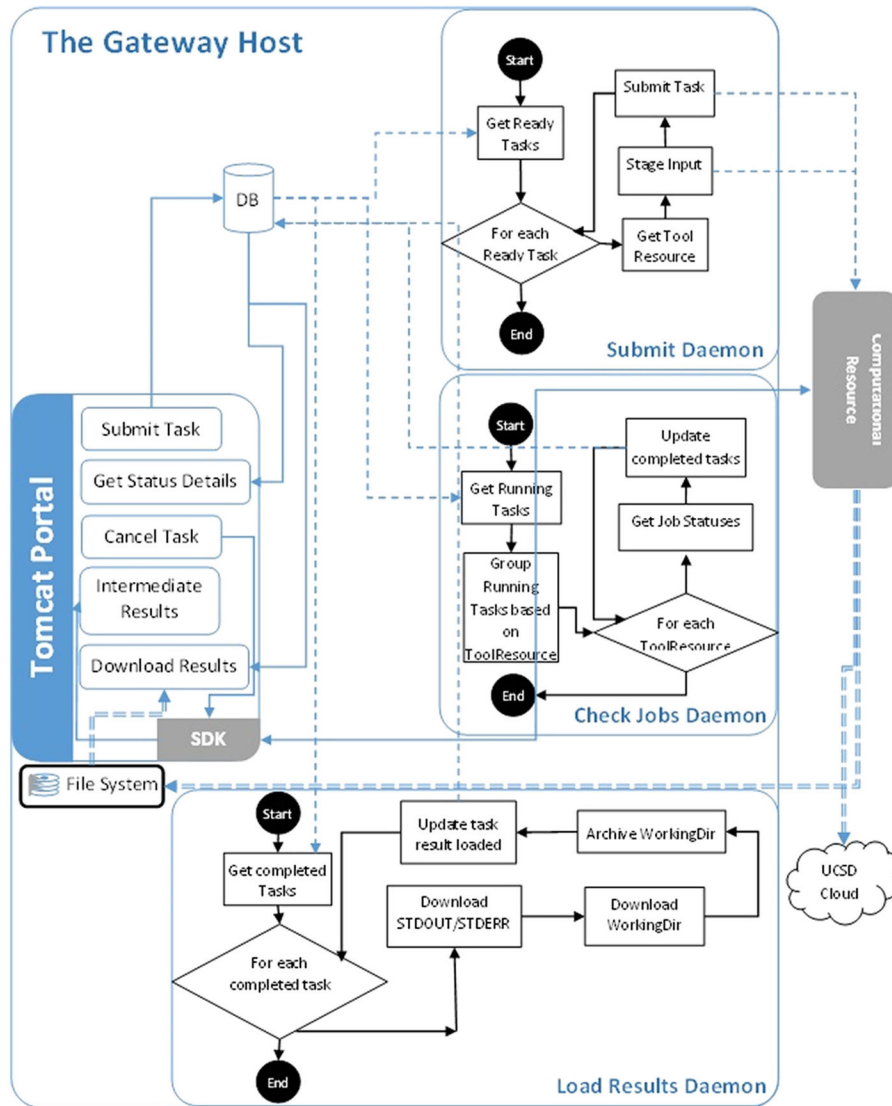 The Gateway Host
Start
Get Ready
Tasks
For each
Ready Task
End
Submit Task
Stage Input
Get Tool
Resource
Submit Daemon
DB
Computational
Resource
Tomcat Portal
Submit Task
Get Status Details
Cancel Task
Intermediate
Results
Download Results
SDK
File System
Start
Get Running
Tasks
Group
Running
Tasks based
on
ToolResource
End
Update
completed tasks
Get Job Statuses
For each
ToolResource
Check Jobs Daemon
Start
Get completed
Tasks
For each
completed task
End
Update task
result loaded
Archive WorkingDir
Download
STDOUT/STDERR
Download
WorkingDir
Load Results Daemon
UCSD
Cloud